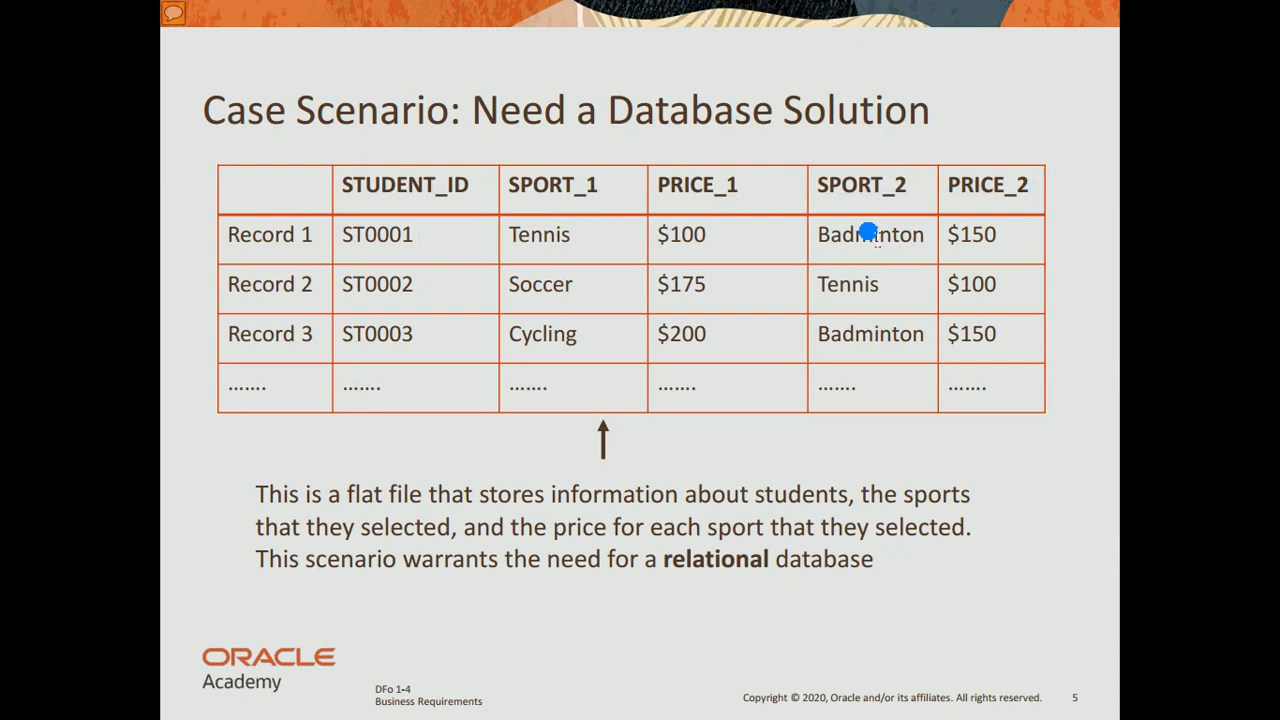 Case Scenario: Need a Database Solution
STUDENT_ID SPORT_1 PRICE_1 SPORT_2 PRICE_2
Record 1 ST0001 Tennis $100 Badminton $150
Record 2 ST0002 Soccer $175 Tennis $100
Record 3 ST0003 Cycling $200 Badminton $150
....... ....... ....... ....... ....... .......
This is a flat file that stores information about students, the sports
that they selected, and the price for each sport that they selected.
This scenario warrants the need for a relational database
ORACLE
Academy
DFo 1-4
Business Requirements
Copyright © 2020, Oracle and/or its affiliates. All rights reserved. 5